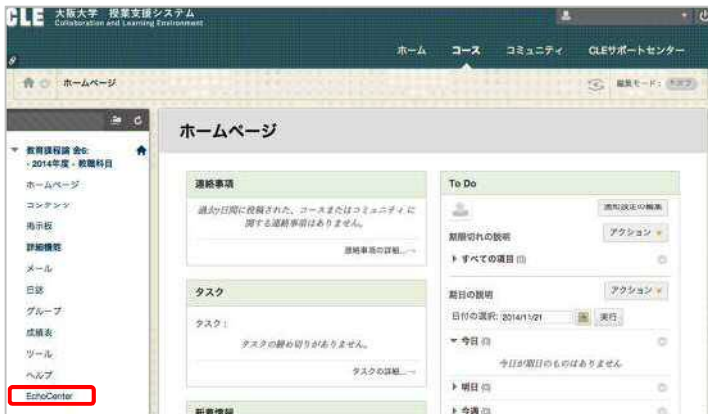 CLE 大阪大学 授業支援システム
Collaboration and Learning Environment
ホーム コース コミュニティ CLEサポートセンター
ホームページ
編集モード:
教育課程論 金6:
- 2014年度 - 教職科目
ホームページ
コンテンツ
掲示板
詳細機能
メール
日誌
グループ
成績表
ツール
ヘルプ
EchoCenter
ホームページ
連絡事項
過去7日間に投稿された、コースまたはコミュニティに
関する連絡事項はありません。
連絡事項の詳細...→
タスク
タスク:
タスクの締め切りがありません。
タスクの詳細...→
新着情報
To Do
通知設定の編集
期限切れの説明
アクション
すべての項目 (0)
期日の説明
アクション
日付の選択: 2014/11/21 実行
今日 (0)
今日が期日のものはありません
明日 (0)
今週 (0)